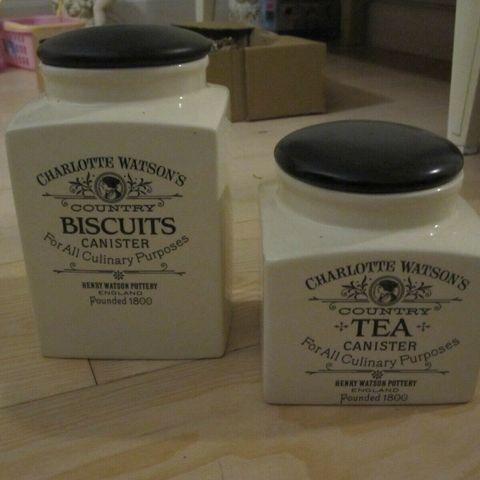 CHARLOTTE WATSON'S
COUNTRY
BISCUITS
CANISTER
For All Culinary Purposes
HENRY WATSON POTTERY
ENGLAND
Founded 1800
CHARLOTTE WATSON'S
COUNTRY
TEA
CANISTER
For All Culinary Purposes
HENRY WATSON POTTERY
ENGLAND
Founded 1800